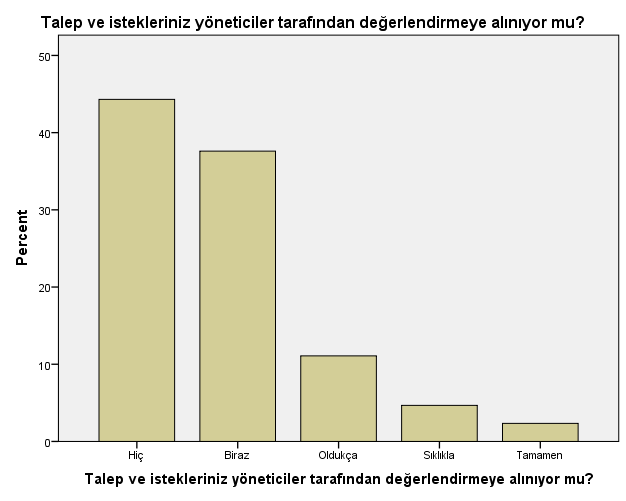 Talep ve istekleriniz yöneticiler tarafından değerlendirmeye alınıyor mu?
50
40
30
20
10
0
Percent
Hiç Biraz Oldukça Sıklıkla Tamamen
Talep ve istekleriniz yöneticiler tarafından değerlendirmeye alınıyor mu?